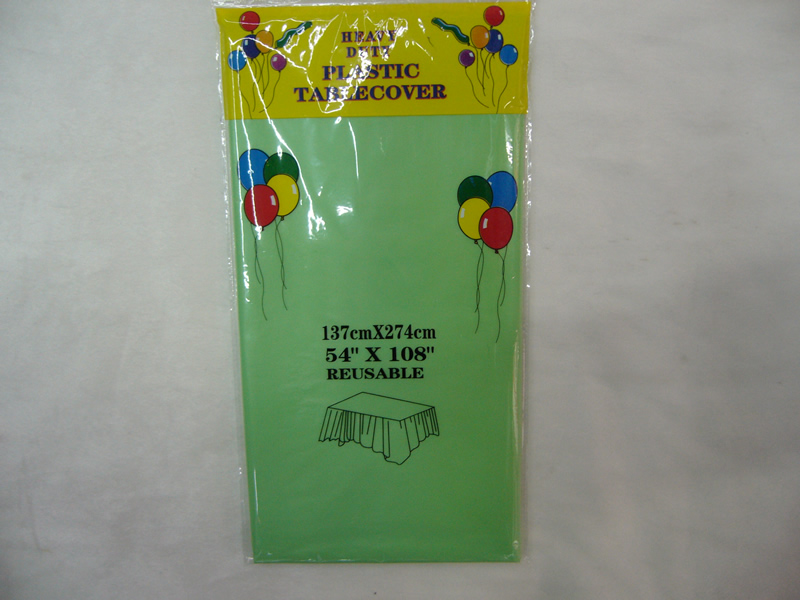 HEAVY
DUTY
PLASTIC
TABLECOVER
137cmX274cm
54" X 108"
REUSABLE